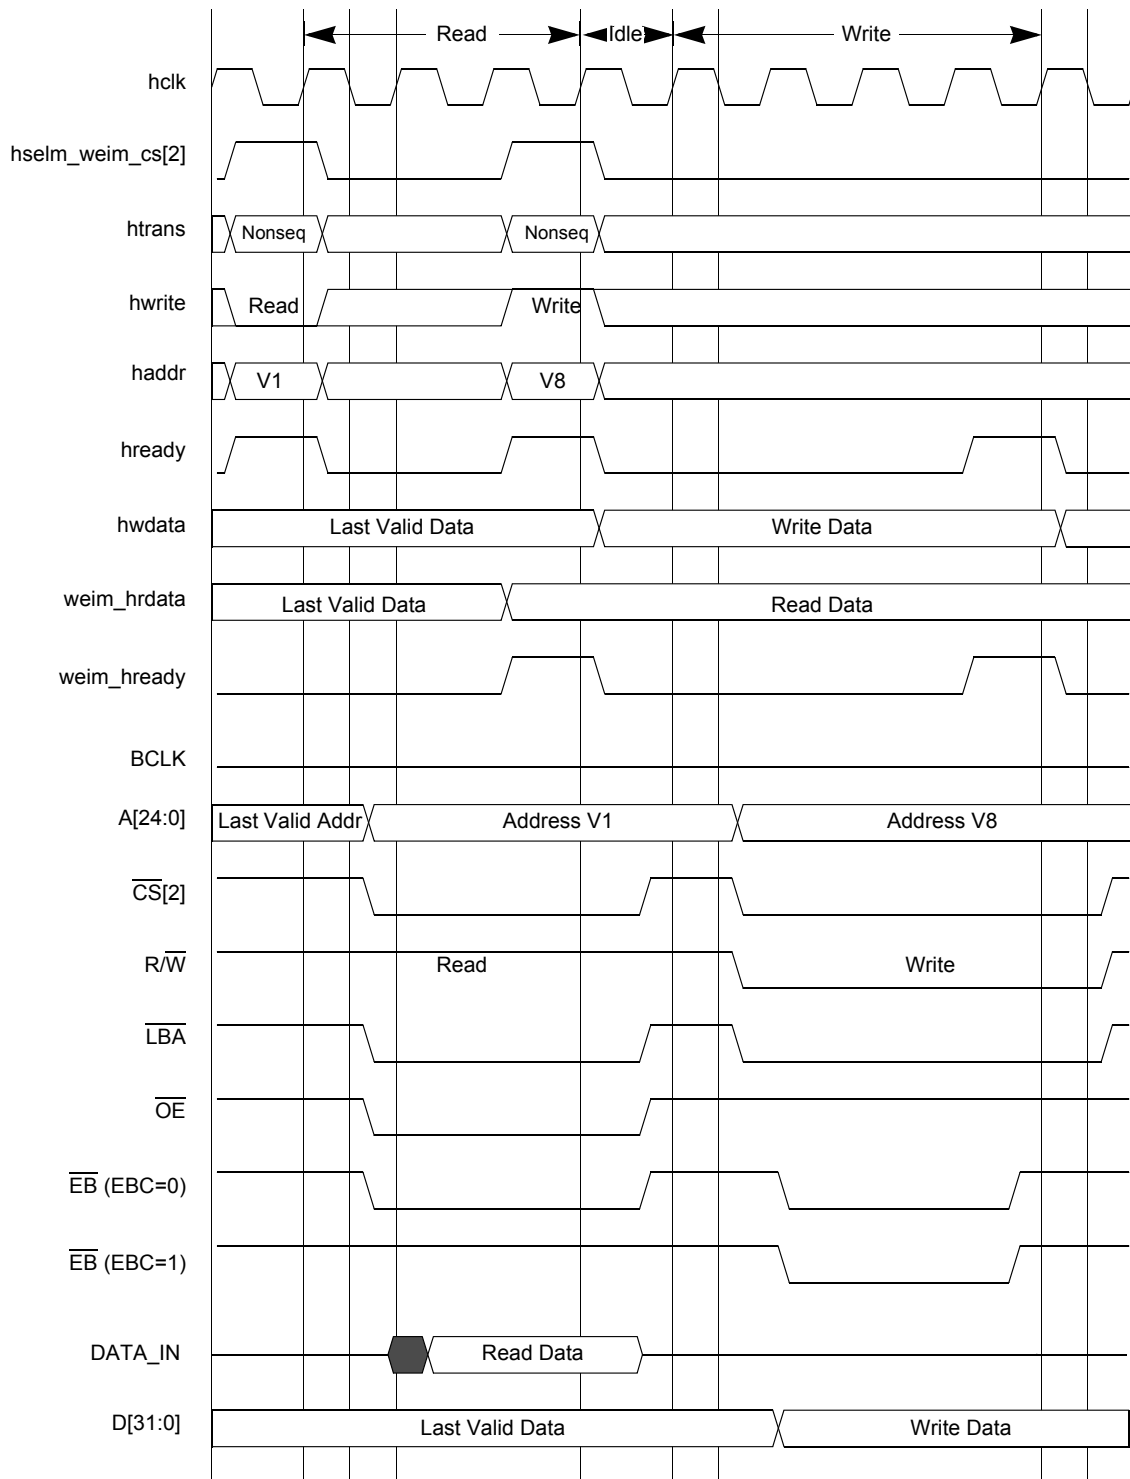 Read Idle Write
hclk
hselm_weim_cs[2]
htrans Nonseq Nonseq
hwrite Read Write
haddr V1 V8
hready
hwdata Last Valid Data Write Data
weim_hrdata Last Valid Data Read Data
weim_hready
BCLK
A[24:0] Last Valid Addr Address V1 Address V8
CS[2]
R/W Read Write
LBA
OE
EB (EBC=0)
EB (EBC=1)
DATA_IN Read Data
D[31:0] Last Valid Data Write Data